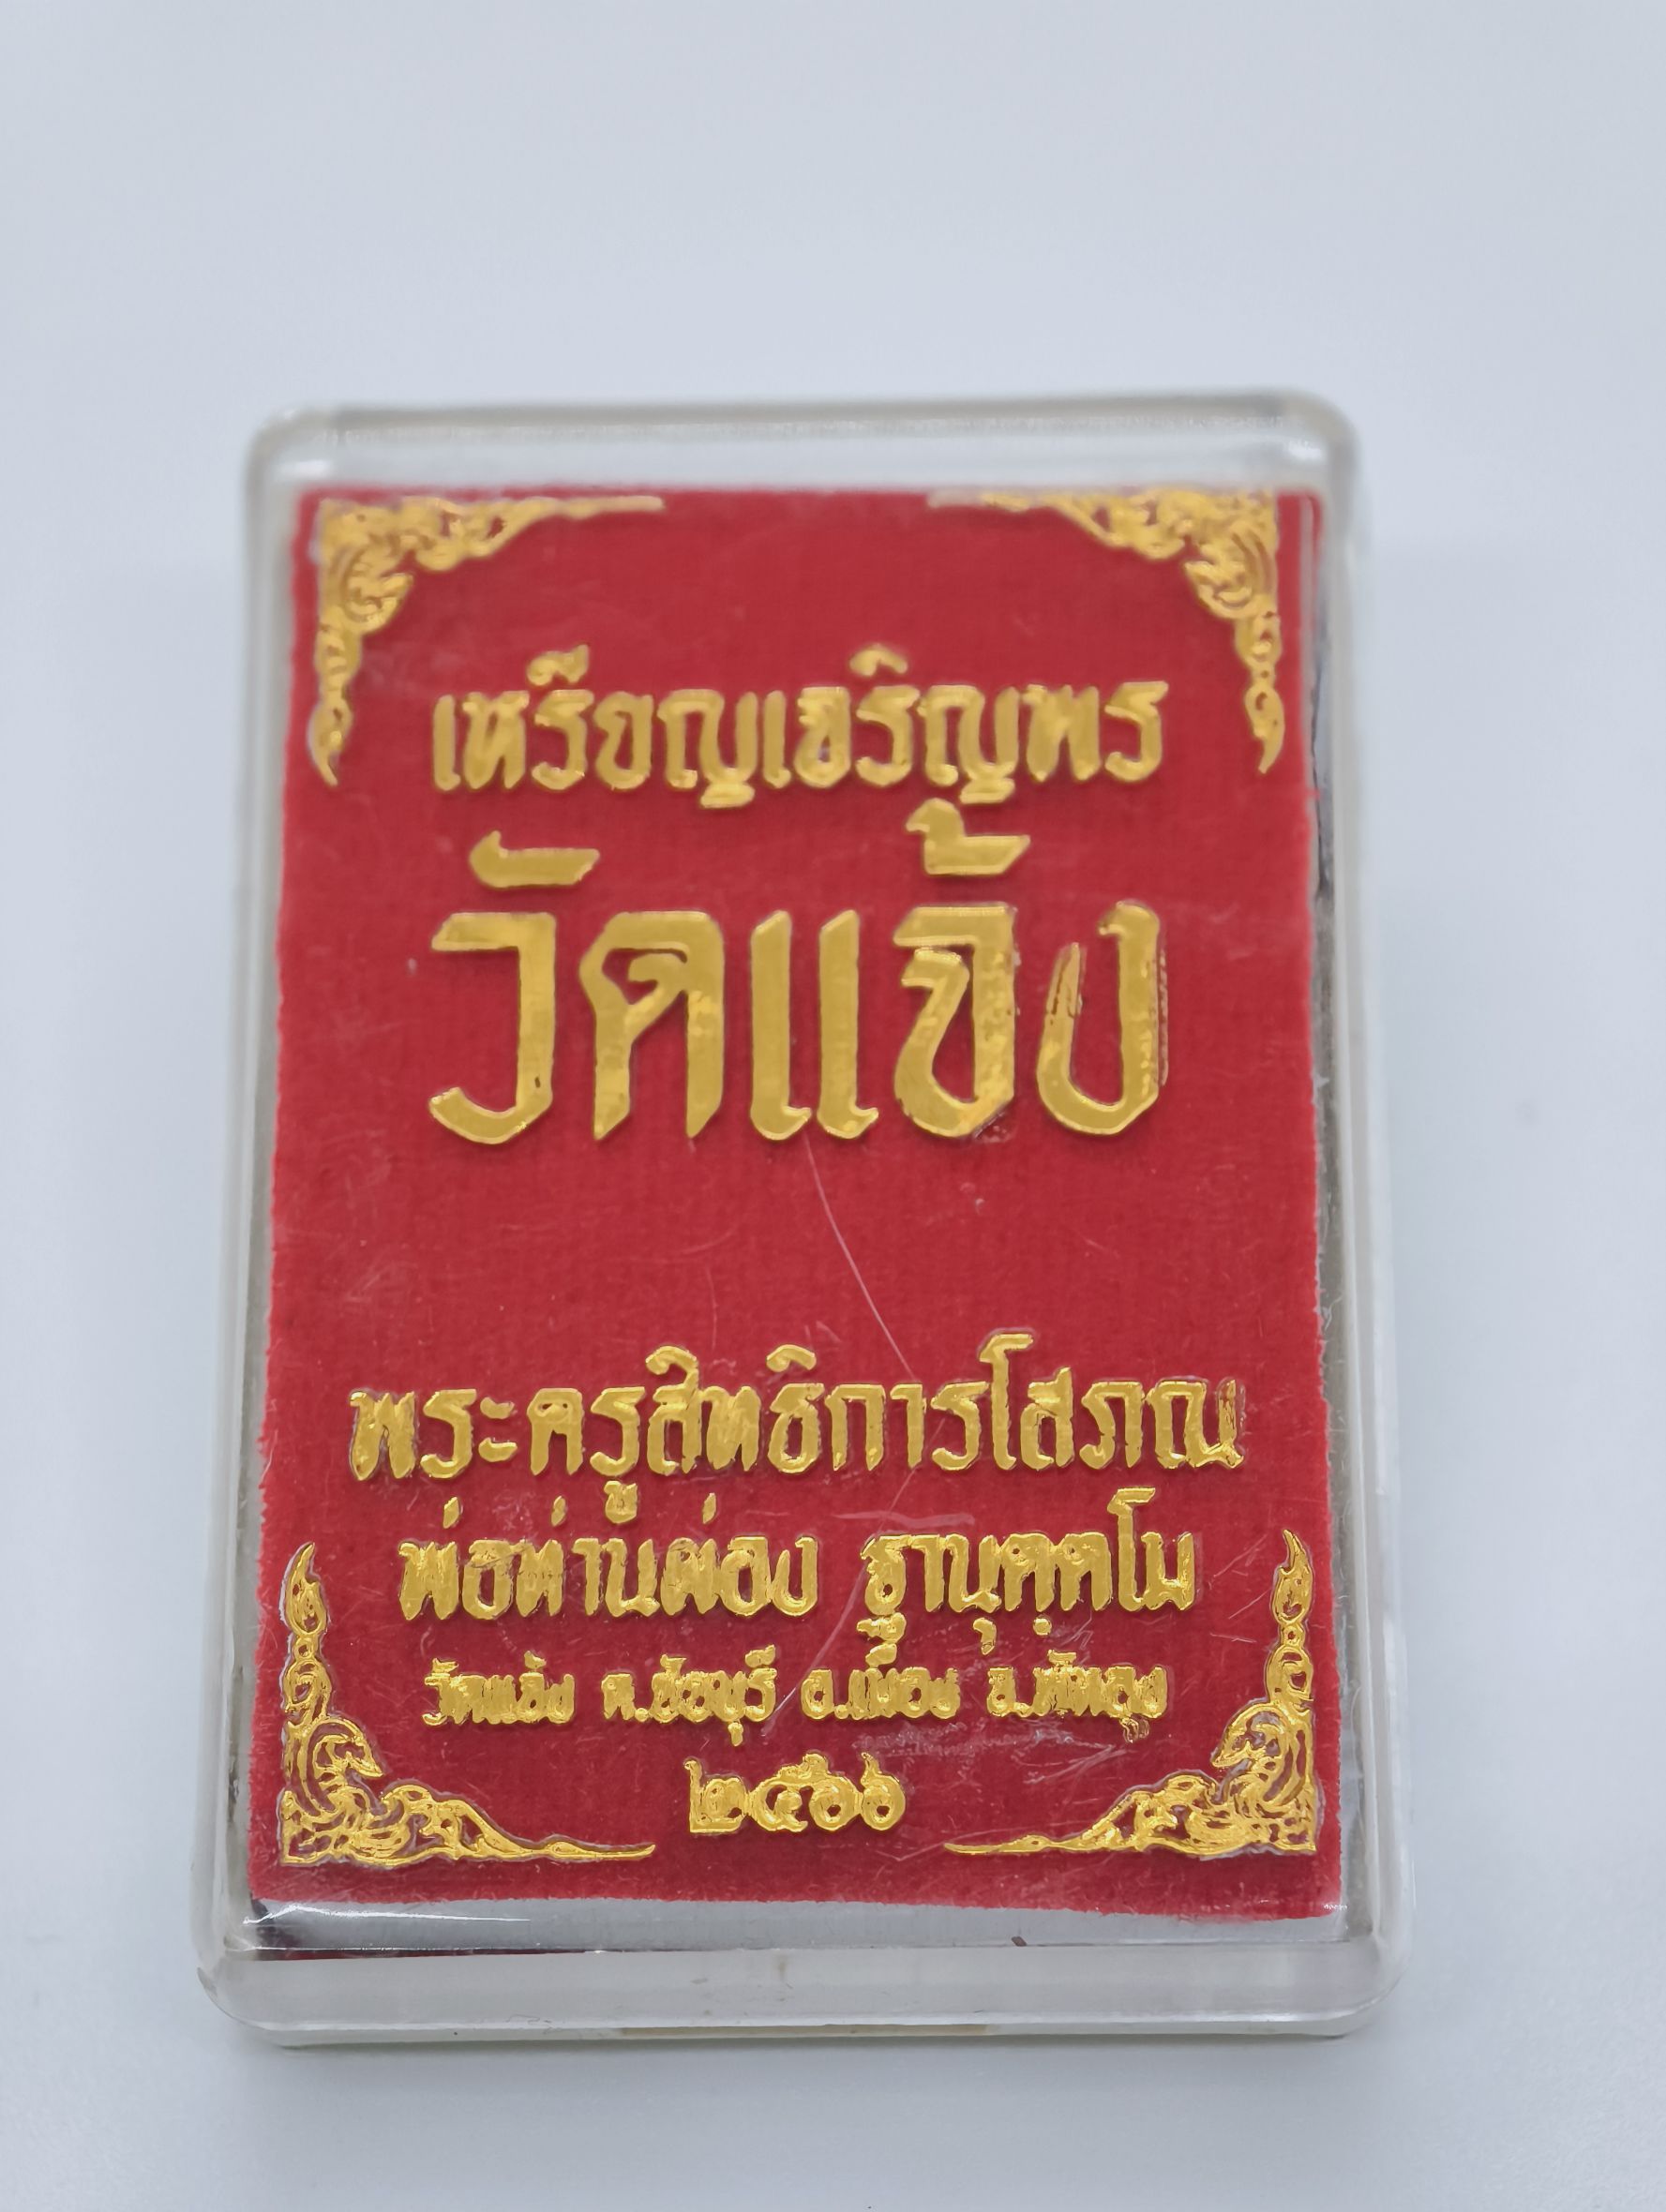 เหรียญเจริญพร
วัดแจ้ง
พระครูสิทธิการโสภณ
พ่อท่านผ่อง ฐานุตฺตโม
วัดแจ้ง ต.ชัยบุรี อ.เมือง จ.พัทลุง
๒๕๖๖